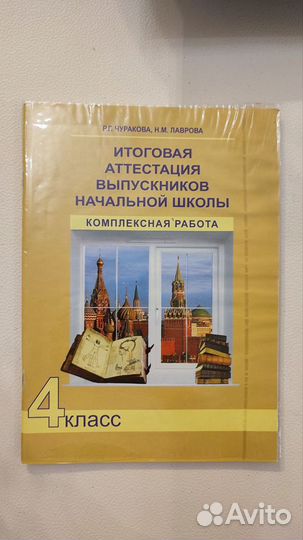 Р.Г. ЧУРАКОВА, Н.М. ЛАВРОВА
ИТОГОВАЯ
АТТЕСТАЦИЯ
ВЫПУСКНИКОВ
НАЧАЛЬНОЙ ШКОЛЫ
КОМПЛЕКСНАЯ РАБОТА
4 класс
Avito